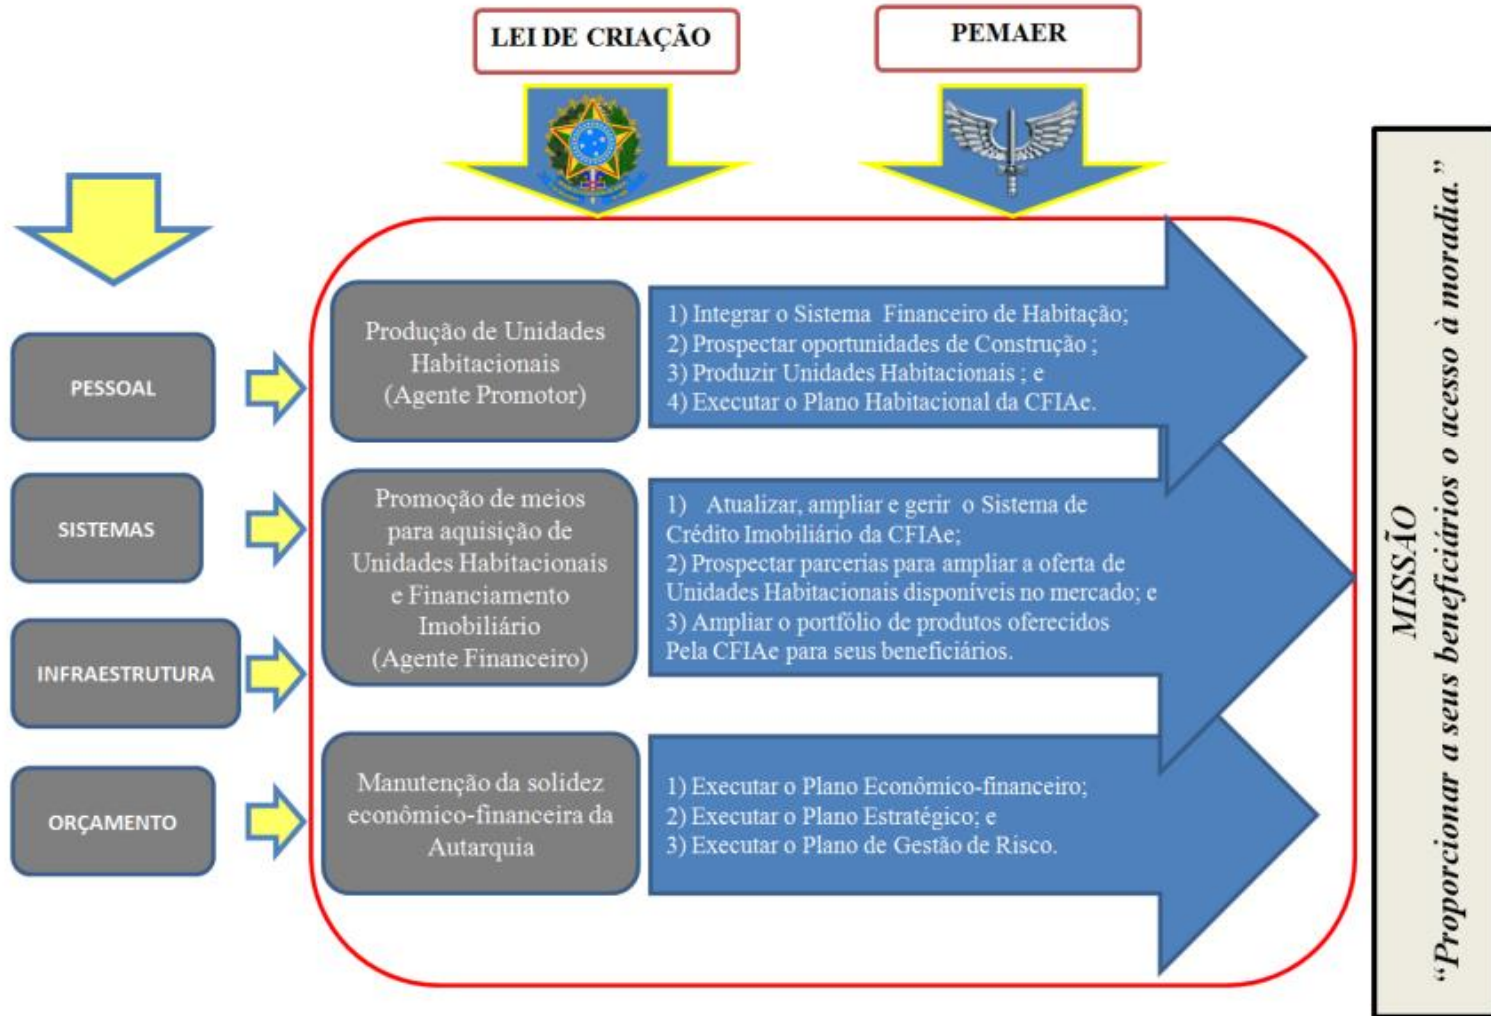 LEI DE CRIAÇÃO
PEMAER
PESSOAL
SISTEMAS
INFRAESTRUTURA
ORÇAMENTO
Produção de Unidades
Habitacionais
(Agente Promotor)
1) Integrar o Sistema Financeiro de Habitação;
2) Prospectar oportunidades de Construção ;
3) Produzir Unidades Habitacionais ; e
4) Executar o Plano Habitacional da CFIAe.
Promoção de meios
para aquisição de
Unidades Habitacionais
e Financiamento
Imobiliário
(Agente Financeiro)
1) Atualizar, ampliar e gerir o Sistema de
Crédito Imobiliário da CFIAe;
2) Prospectar parcerias para ampliar a oferta de
Unidades Habitacionais disponíveis no mercado; e
3) Ampliar o portfólio de produtos oferecidos
Pela CFIAe para seus beneficiários.
Manutenção da solidez
econômico-financeira da
Autarquia
1) Executar o Plano Econômico-financeiro;
2) Executar o Plano Estratégico; e
3) Executar o Plano de Gestão de Risco.
MISSÃO
“Proporcionar a seus beneficiários o acesso à moradia.”